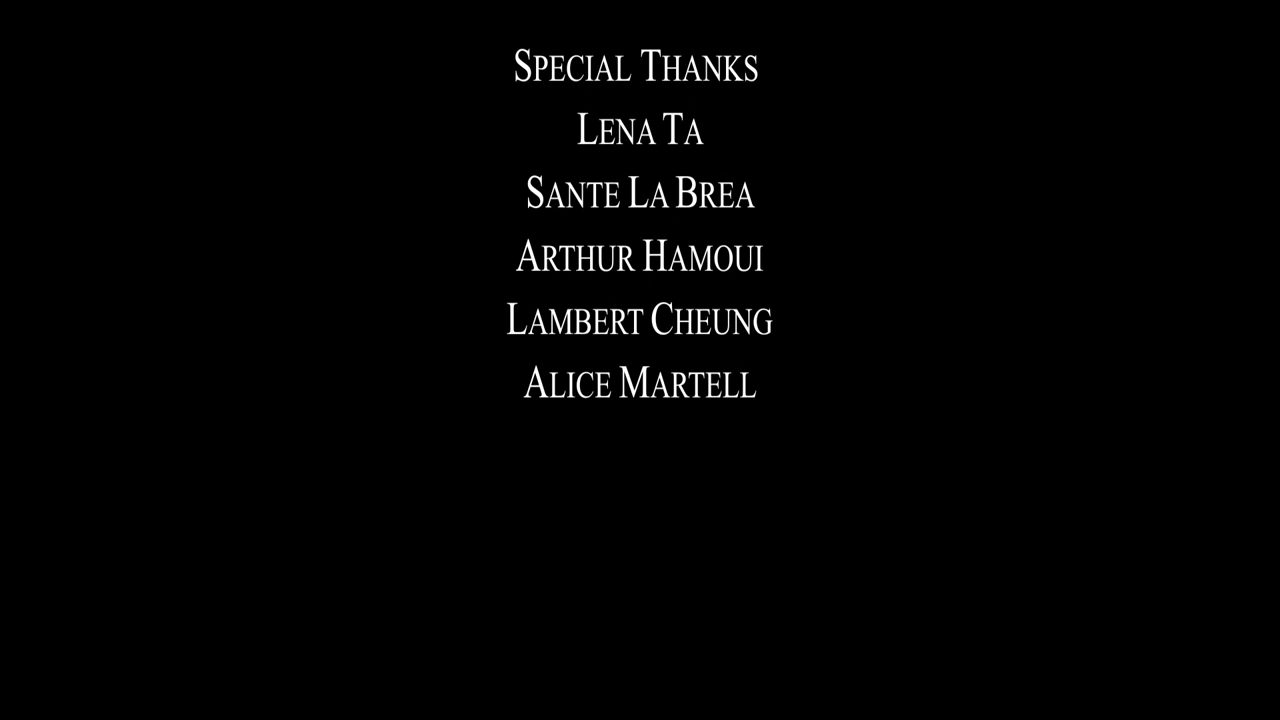 Special Thanks
Lena Ta
Sante La Brea
Arthur Hamoui
Lambert Cheung
Alice Martell